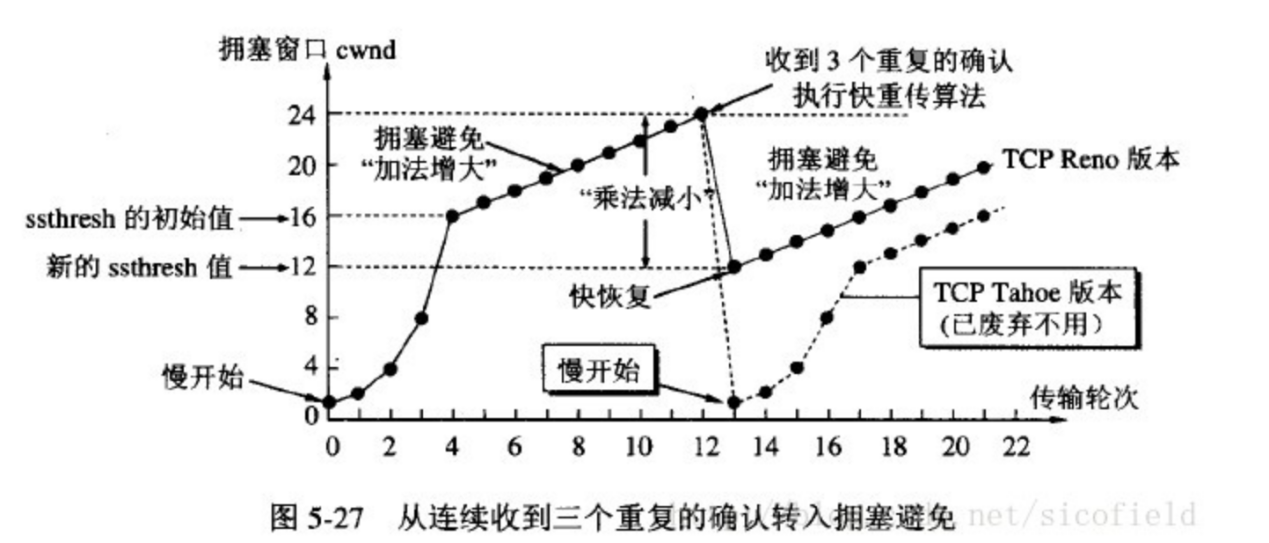 拥塞窗口 cwnd
收到 3 个重复的确认
执行快重传算法
24
拥塞避免
“加法增大”
拥塞避免
“加法增大”
TCP Reno 版本
20
“乘法减小”
ssthresh 的初始值
16
新的 ssthresh 值
12
快恢复
TCP Tahoe 版本
(已废弃不用)
8
慢开始
4
慢开始
传输轮次
0
0 2 4 6 8 10 12 14 16 18 20 22
图 5-27 从连续收到三个重复的确认转入拥塞避免
net/sicofield